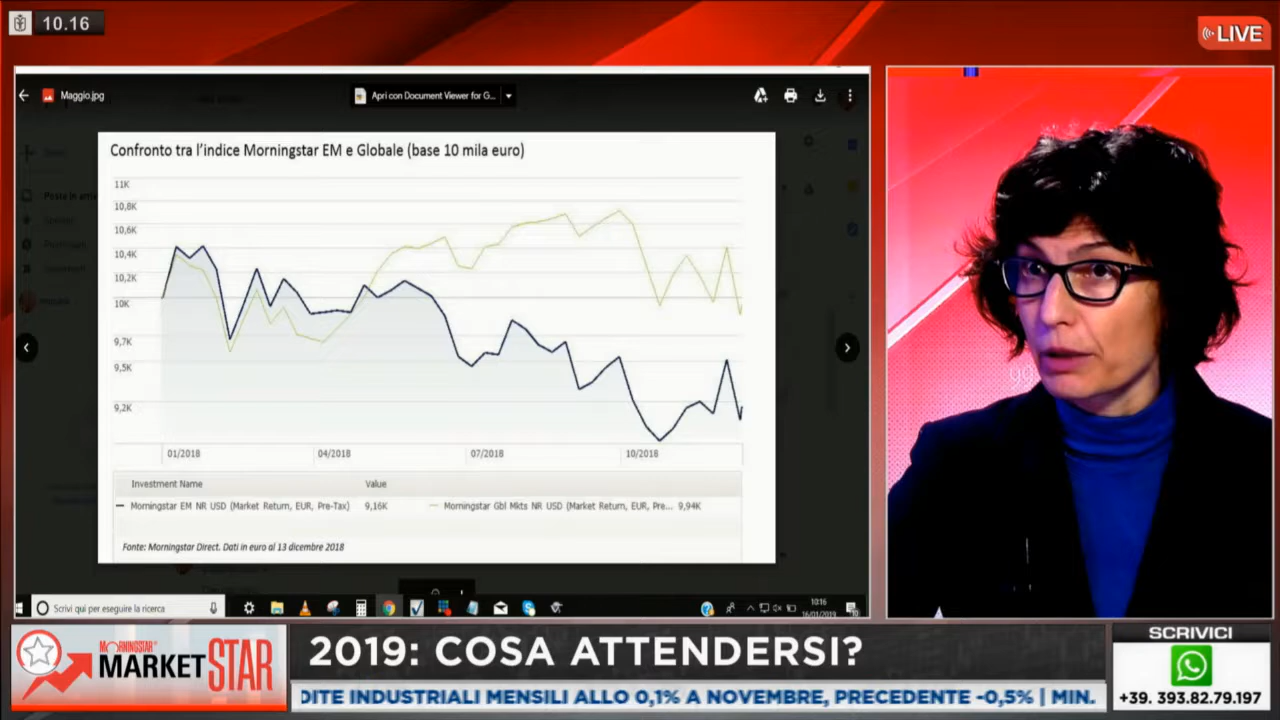 10.16
LIVE
Maggio.jpg
Apri con Document Viewer for G...
Confronto tra l'indice Morningstar EM e Globale (base 10 mila euro)
11K
10,8K
10,6K
10,4K
10,2K
10K
9,7K
9,5K
9,2K
01/2018
04/2018
07/2018
10/2018
Investment Name Value
Morningstar EM NR USD (Market Return, EUR, Pre-Tax) 9,16K
Morningstar Gbl Mkts NR USD (Market Return, EUR, Pre... 9,94K
Fonte: Morningstar Direct. Dati in euro al 13 dicembre 2018
Scrivi qui per eseguire la ricerca
10:16
16/01/2019
MORNINGSTAR
MARKET STAR
2019: COSA ATTENDERSI?
DITE INDUSTRIALI MENSILI ALLO 0,1% A NOVEMBRE, PRECEDENTE -0,5% | MIN.
SCRIVICI
+39. 393.82.79.197